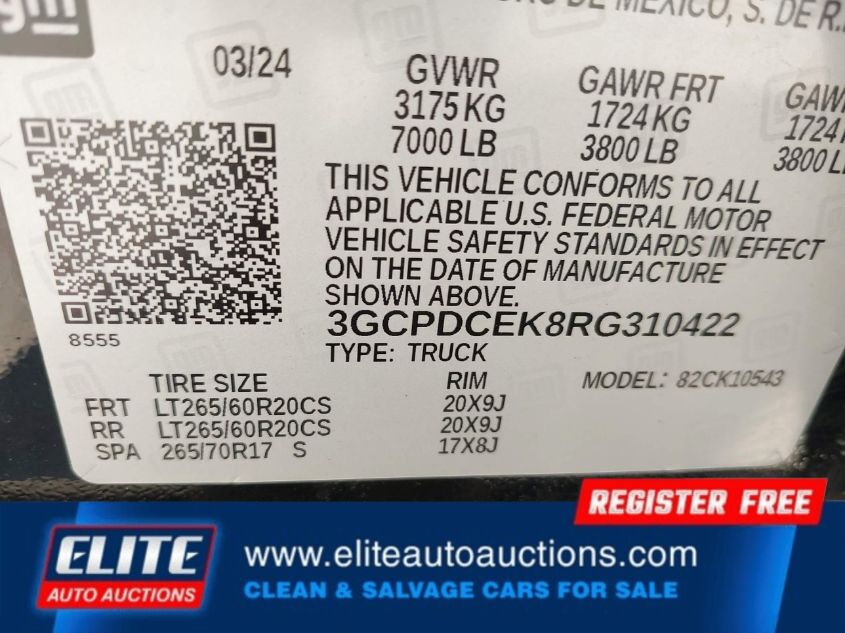 gm
DE MEXICO, S. DE R.
03/24
GVWR
3175 KG
7000 LB
GAWR FRT
1724 KG
3800 LB
GAW
1724
3800 L
THIS VEHICLE CONFORMS TO ALL
APPLICABLE U.S. FEDERAL MOTOR
VEHICLE SAFETY STANDARDS IN EFFECT
ON THE DATE OF MANUFACTURE
SHOWN ABOVE.
8555
3GCPDCEK8RG310422
TYPE: TRUCK
TIRE SIZE RIM MODEL: 82CK10543
FRT LT265/60R20CS 20X9J
RR LT265/60R20CS 20X9J
SPA 265/70R17 S 17X8J
REGISTER FREE
ELITE
AUTO AUCTIONS
www.eliteautoauctions.com
CLEAN & SALVAGE CARS FOR SALE